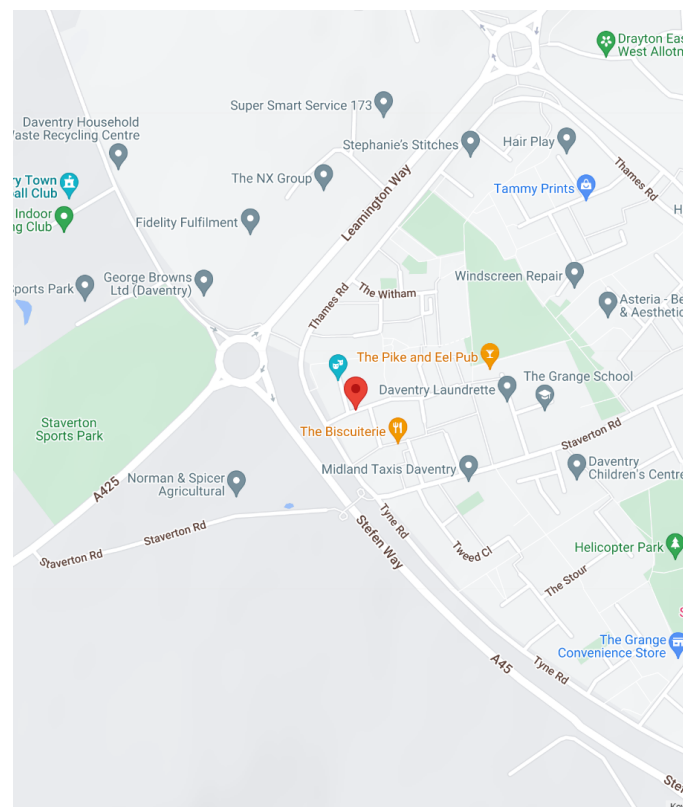 Drayton Eas
West Allotn
Super Smart Service 173
Daventry Household
aste Recycling Centre
Stephanie's Stitches
Hair Play
Thames Rd
ry Town
all Club
The NX Group
Leamington Way
Tammy Prints
Indoor
ng Club
Fidelity Fulfilment
H
George Browns
Ltd (Daventry)
Sports Park
Windscreen Repair
The Witham
Thames Rd
Asteria - Be
& Aesthetic
The Pike and Eel Pub
Daventry Laundrette
The Grange School
Staverton
Sports Park
The Biscuiterie
Staverton Rd
Midland Taxis Daventry
Daventry
Children's Centre
A425
Norman & Spicer
Agricultural
Staverton Rd
Staverton Rd
Tyne Rd
Stefen Way
Tweed Cl
Helicopter Park
The Stour
The Grange
Convenience Store
A45
Tyne Rd
Ste